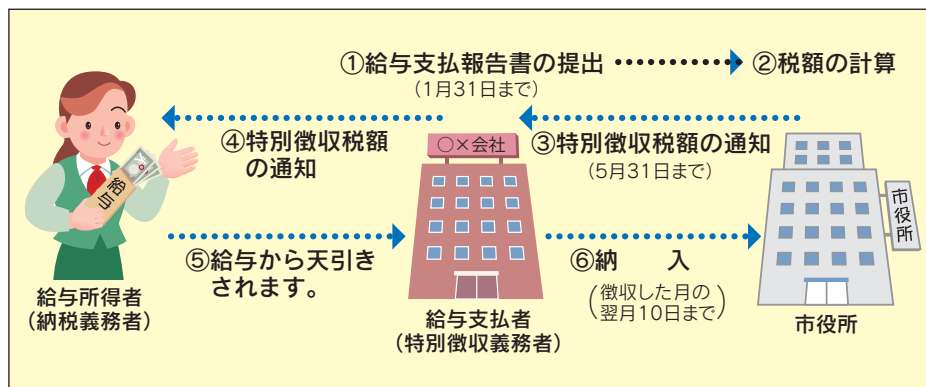 ①給与支払報告書の提出
(1月31日まで)
②税額の計算
③特別徴収税額の通知
(5月31日まで)
④特別徴収税額
の通知
○×会社
給与
市役所
⑤給与から天引き
されます。
⑥納　入
(徴収した月の
翌月10日まで)
給与所得者
(納税義務者)
給与支払者
(特別徴収義務者)
市役所